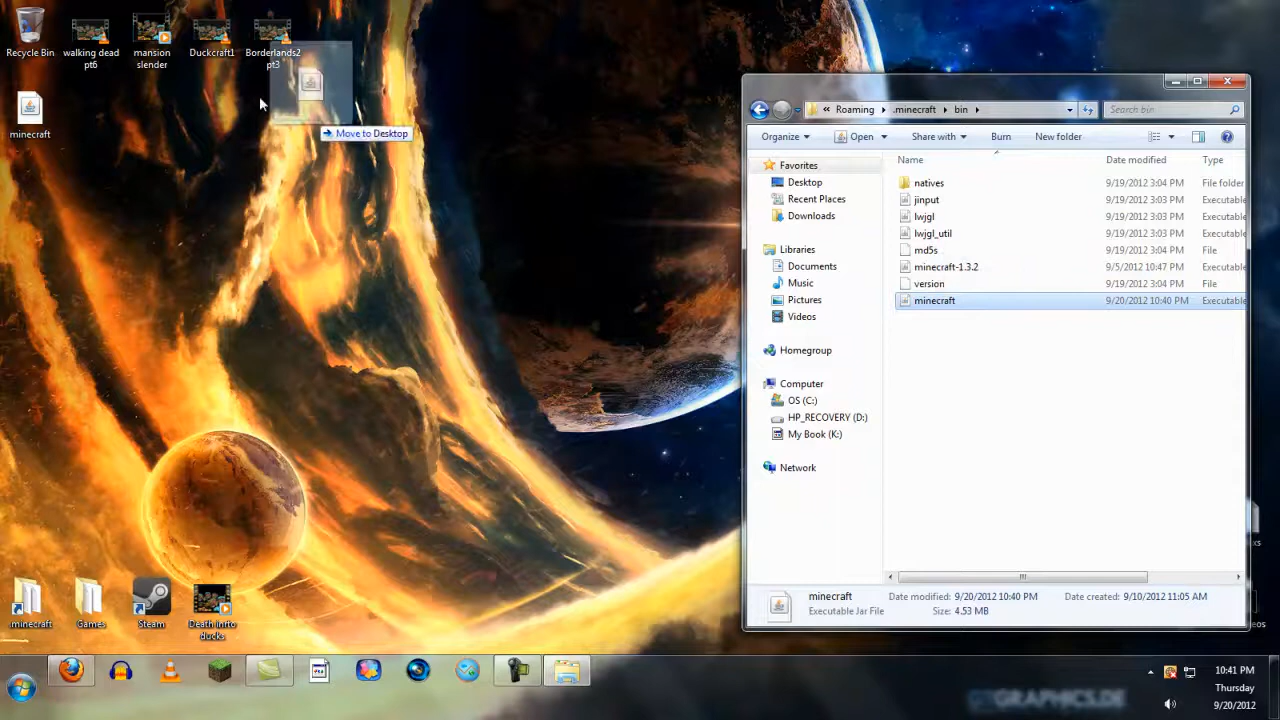 Recycle Bin
walking dead
pt6
mansion
slender
Duckcraft1
Borderlands2
pt3
minecraft
Move to Desktop
Roaming
.minecraft
bin
Search bin
Organize
Open
Share with
Burn
New folder
Name
Date modified
Type
Favorites
Desktop
Recent Places
Downloads
Libraries
Documents
Music
Pictures
Videos
Homegroup
Computer
OS (C:)
HP_RECOVERY (D:)
My Book (K:)
Network
natives 9/19/2012 3:04 PM File folder
jinput 9/19/2012 3:03 PM Executable
lwjgl 9/19/2012 3:03 PM Executable
lwjgl_util 9/19/2012 3:03 PM Executable
md5s 9/19/2012 3:04 PM File
minecraft-1.3.2 9/5/2012 10:47 PM Executable
version 9/19/2012 3:04 PM File
minecraft 9/20/2012 10:40 PM Executable
minecraft Date modified: 9/20/2012 10:40 PM Date created: 9/10/2012 11:05 AM
Executable Jar File Size: 4.53 MB
.minecraft
Games
Steam
Death Inrto
ducks
10:41 PM
Thursday
9/20/2012